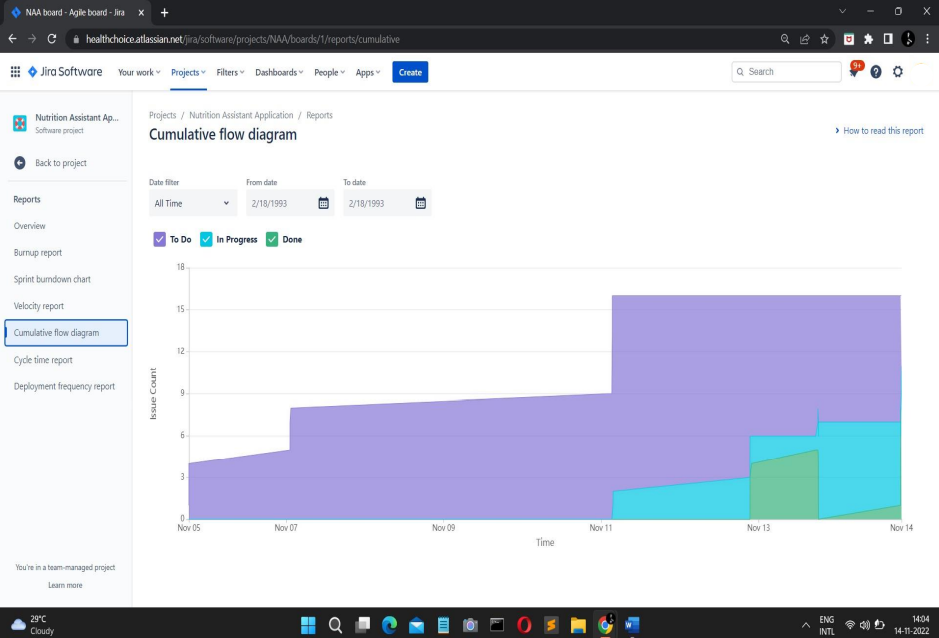 NAA board - Agile board - Jira
healthchoice.atlassian.net/jira/software/projects/NAA/boards/1/reports/cumulative
Jira Software Your work Projects Filters Dashboards People Apps Create Search 9+
Nutrition Assistant Ap...
Software project
Back to project
Reports
Overview
Burnup report
Sprint burndown chart
Velocity report
Cumulative flow diagram
Cycle time report
Deployment frequency report
You're in a team-managed project
Learn more
Projects / Nutrition Assistant Application / Reports
Cumulative flow diagram
How to read this report
Date filter From date To date
All Time 2/18/1993 2/18/1993
To Do In Progress Done
18
15
12
9
6
3
0
Issue Count
Nov 05 Nov 07 Nov 09 Nov 11 Nov 13 Nov 14
Time
29°C
Cloudy
ENG
INTL
14:04
14-11-2022